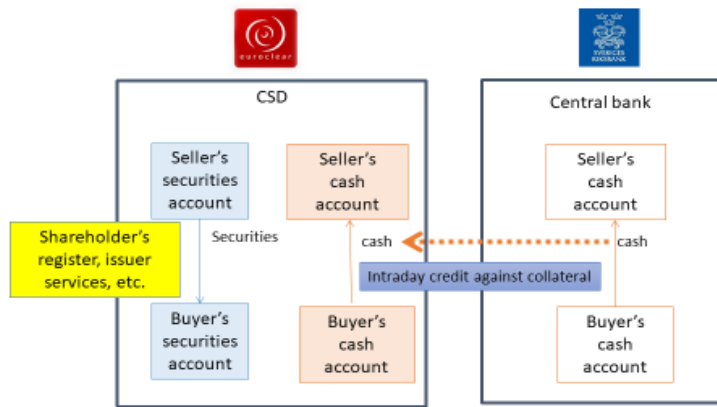 euroclear
SVERIGES
RIKSBANK
CSD
Central bank
Seller's
securities
account
Seller's
cash
account
Seller's
cash
account
Shareholder's
register, issuer
services, etc.
Securities
cash
cash
Intraday credit against collateral
Buyer's
securities
account
Buyer's
cash
account
Buyer's
cash
account